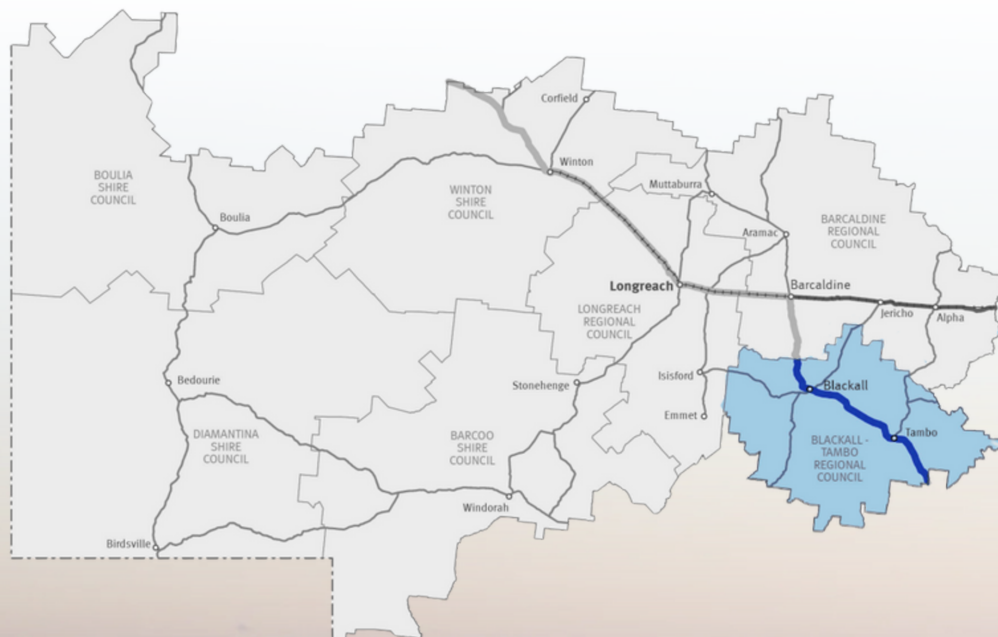 Corfield
Winton
BOULIA
SHIRE
COUNCIL
WINTON
SHIRE
COUNCIL
Muttaburra
Boulia
BARCALDINE
REGIONAL
COUNCIL
Aramac
Longreach
Barcaldine
LONGREACH
REGIONAL
COUNCIL
Jericho
Alpha
Bedourie
Stonehenge
Isisford
Blackall
Emmet
DIAMANTINA
SHIRE
COUNCIL
BARCOO
SHIRE
COUNCIL
Tambo
BLACKALL -
TAMBO
REGIONAL
COUNCIL
Windorah
Birdsville